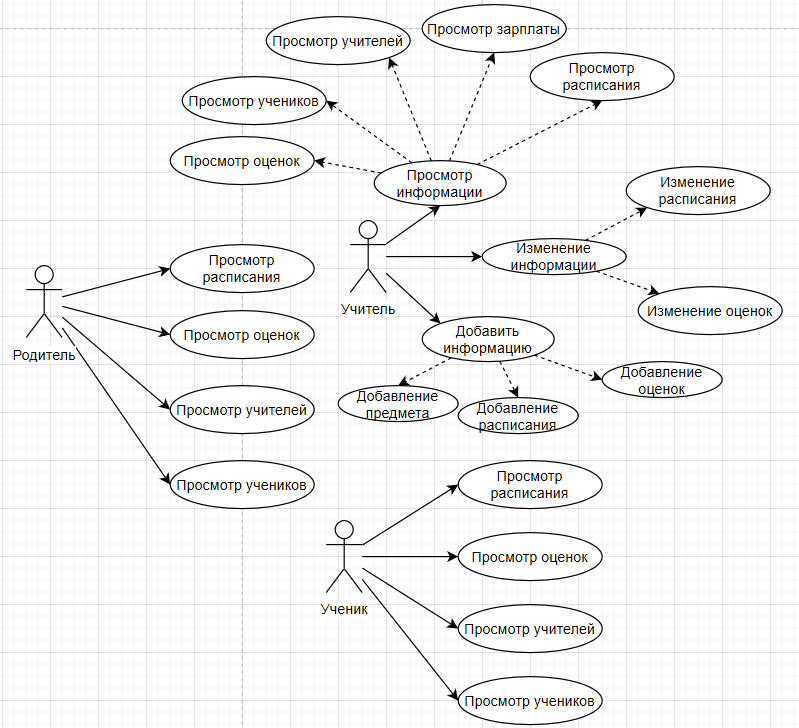 Просмотр учителей
Просмотр зарплаты
Просмотр
расписания
Просмотр учеников
Просмотр оценок
Просмотр
информации
Изменение
расписания
Учитель
Изменение
информации
Изменение оценок
Добавить
информацию
Добавление
предмета
Добавление
расписания
Добавление
оценок
Родитель
Просмотр
расписания
Просмотр оценок
Просмотр учителей
Просмотр учеников
Ученик
Просмотр
расписания
Просмотр оценок
Просмотр учителей
Просмотр учеников